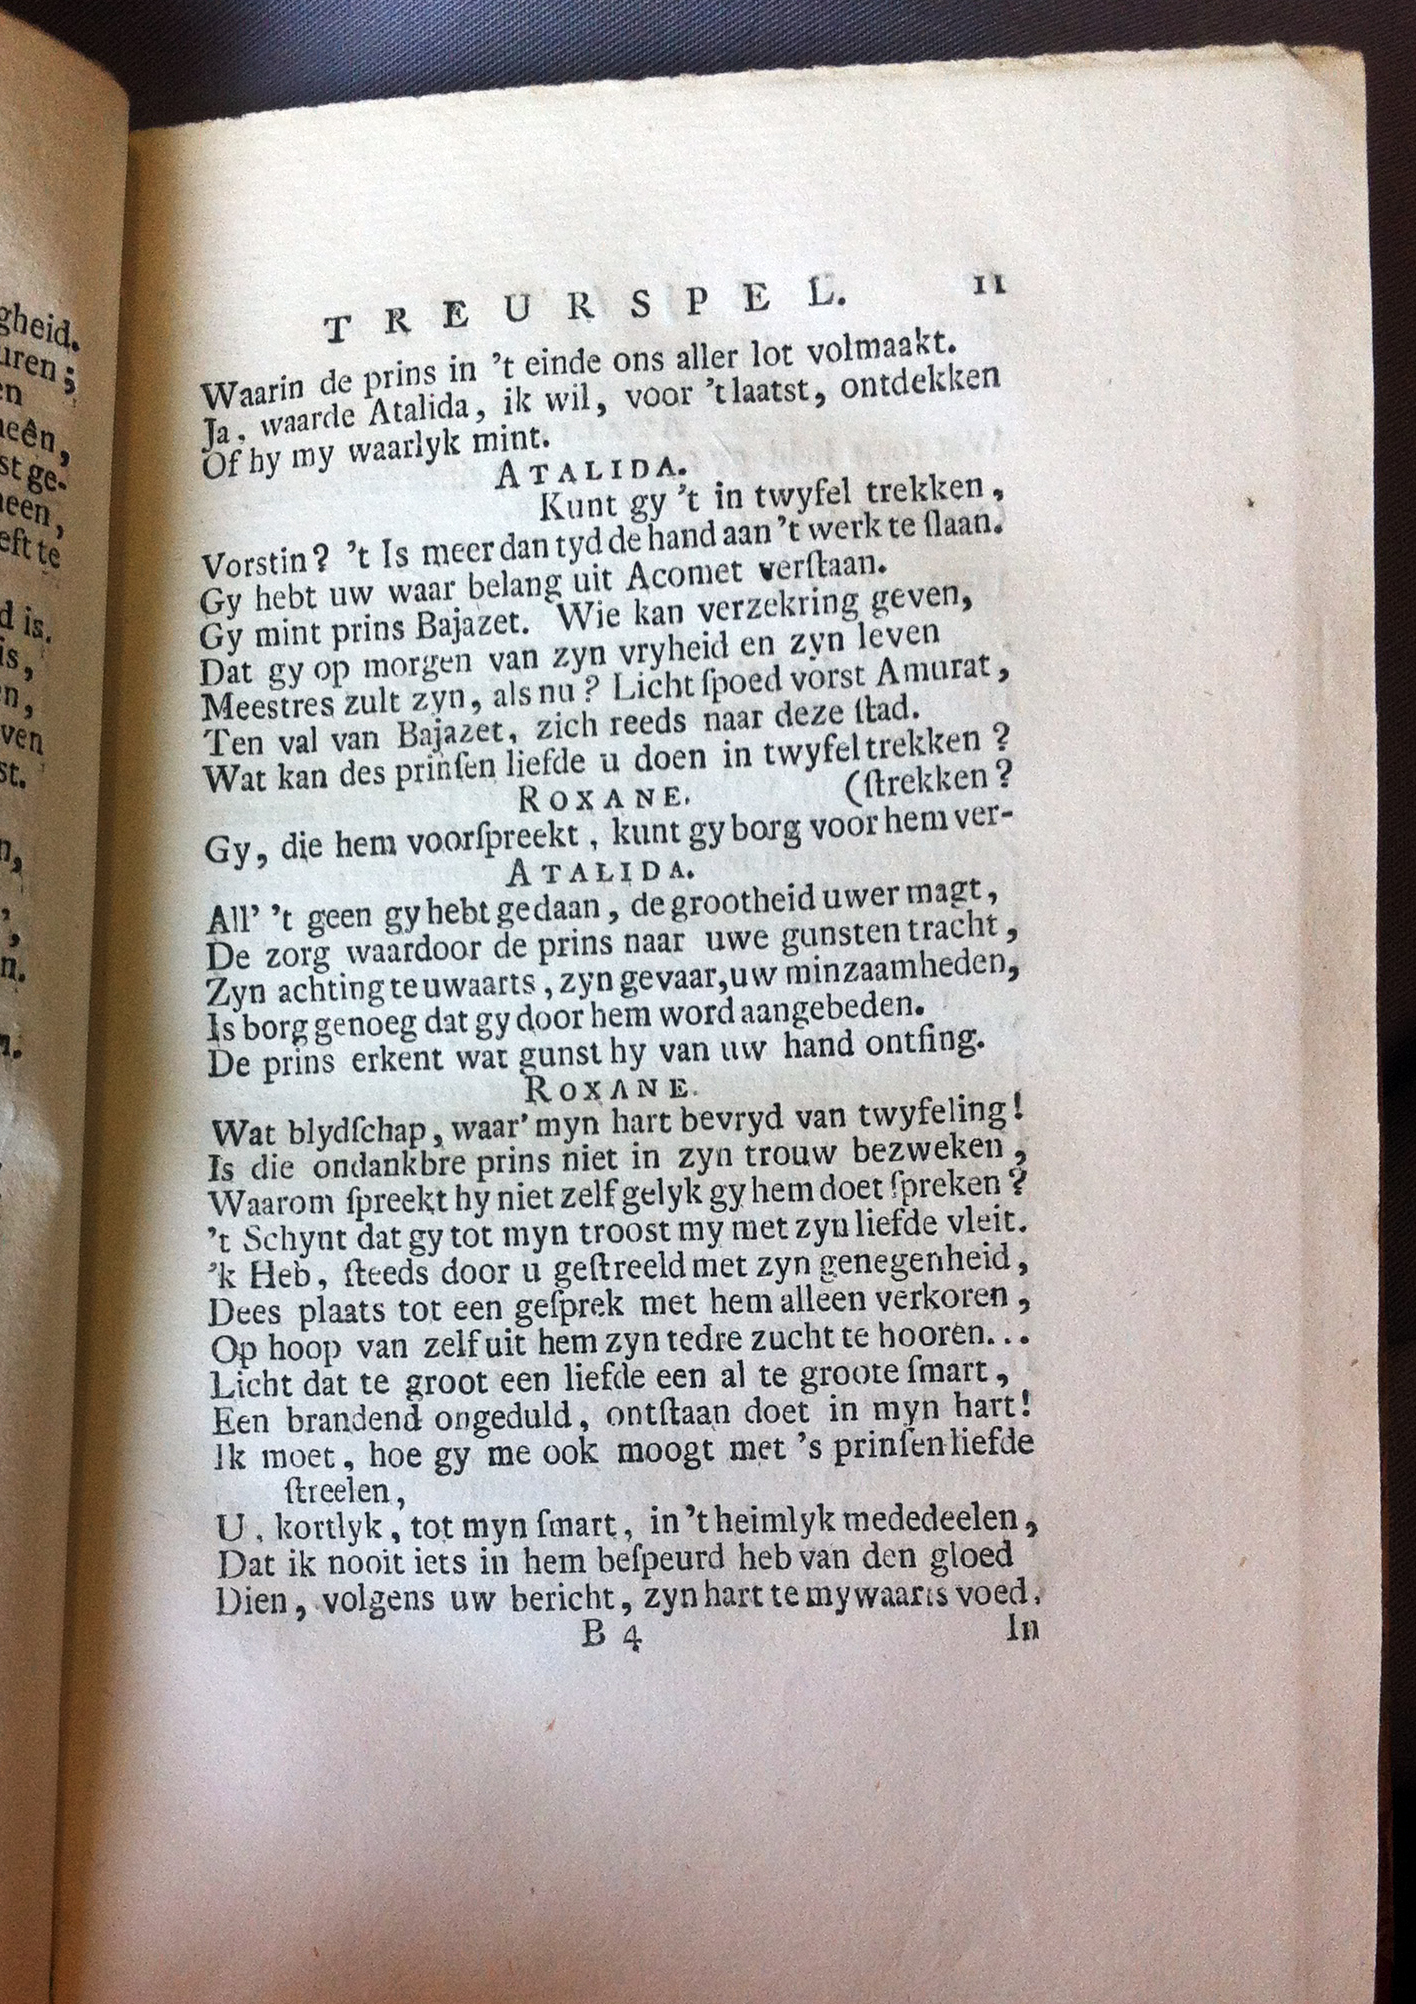 gheid.
uren;
en
neên,
st ge-
neen,
eft te
d is.
is,
n,
ven
st.
n,
,
,
n.
n.
TREURSPEL. 11
Waarin de prins in 't einde ons aller lot volmaakt.
Ja, waarde Atalida, ik wil, voor 't laatst, ontdekken
Of hy my waarlyk mint.
ATALIDA.
Kunt gy 't in twyfel trekken,
Vorstin? 't Is meer dan tyd de hand aan 't werk te ſlaan.
Gy hebt uw waar belang uit Acomet verſtaan.
Gy mint prins Bajazet. Wie kan verzekring geven,
Dat gy op morgen van zyn vryheid en zyn leven
Meestres zult zyn, als nu? Licht ſpoed vorst Amurat,
Ten val van Bajazet, zich reeds naar deze ſtad.
Wat kan des prinſen liefde u doen in twyfel trekken?
ROXANE. (ſtrekken?
Gy, die hem voorſpreekt, kunt gy borg voor hem ver-
ATALIDA.
All' 't geen gy hebt gedaan, de grootheid uwer magt,
De zorg waardoor de prins naar uwe gunsten tracht,
Zyn achting te uwaarts, zyn gevaar, uw minzaamheden,
Is borg genoeg dat gy door hem word aangebeden.
De prins erkent wat gunst hy van uw hand ontfing.
ROXANE.
Wat blydſchap, waar' myn hart bevryd van twyfeling!
Is die ondankbre prins niet in zyn trouw bezweken,
Waarom ſpreekt hy niet zelf gelyk gy hem doet ſpreken?
't Schynt dat gy tot myn troost my met zyn liefde vleit.
'k Heb, ſteeds door u geſtreeld met zyn genegenheid,
Dees plaats tot een geſprek met hem alleen verkoren,
Op hoop van zelf uit hem zyn tedre zucht te hooren...
Licht dat te groot een liefde een al te groote ſmart,
Een brandend ongeduld, ontſtaan doet in myn hart!
Ik moet, hoe gy me ook moogt met 's prinſen liefde
ſtreelen,
U, kortlyk, tot myn ſmart, in 't heimlyk mededeelen,
Dat ik nooit iets in hem beſpeurd heb van den gloed
Dien, volgens uw bericht, zyn hart te mywaarts voed.
B 4 In